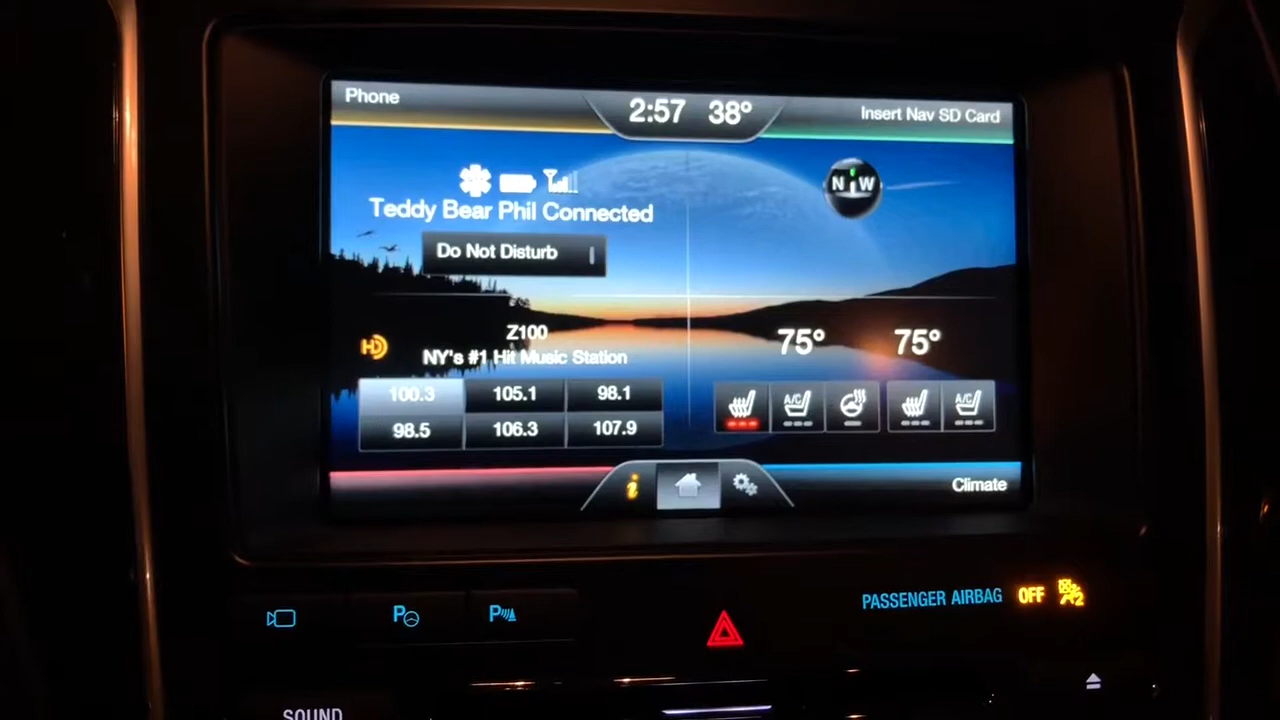 Phone
2:57 38°
Insert Nav SD Card
N W
Teddy Bear Phil Connected
Do Not Disturb
Z100
HD
NY's #1 Hit Music Station
75° 75°
100.3 105.1 98.1
98.5 106.3 107.9
A/C A/C
i
Climate
P P
PASSENGER AIRBAG OFF 2
SOUND